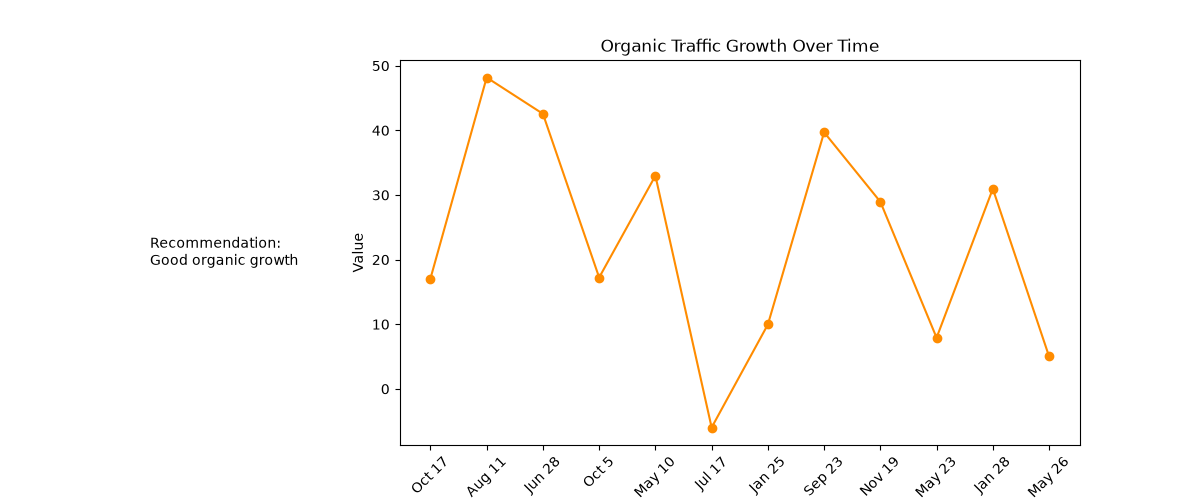 Organic Traffic Growth Over Time
Recommendation:
Good organic growth
Value
50
40
30
20
10
0
Oct 17
Aug 11
Jun 28
Oct 5
May 10
Jul 17
Jan 25
Sep 23
Nov 19
May 23
Jan 28
May 26